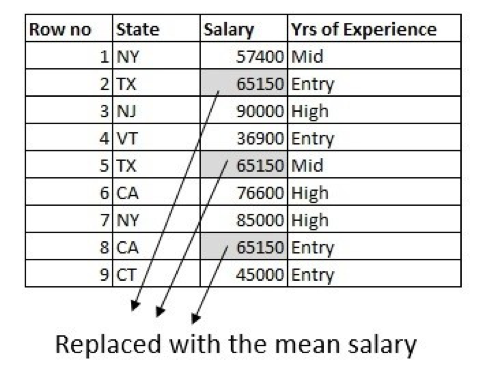 Row no State Salary Yrs of Experience
1 NY 57400 Mid
2 TX 65150 Entry
3 NJ 90000 High
4 VT 36900 Entry
5 TX 65150 Mid
6 CA 76600 High
7 NY 85000 High
8 CA 65150 Entry
9 CT 45000 Entry
Replaced with the mean salary